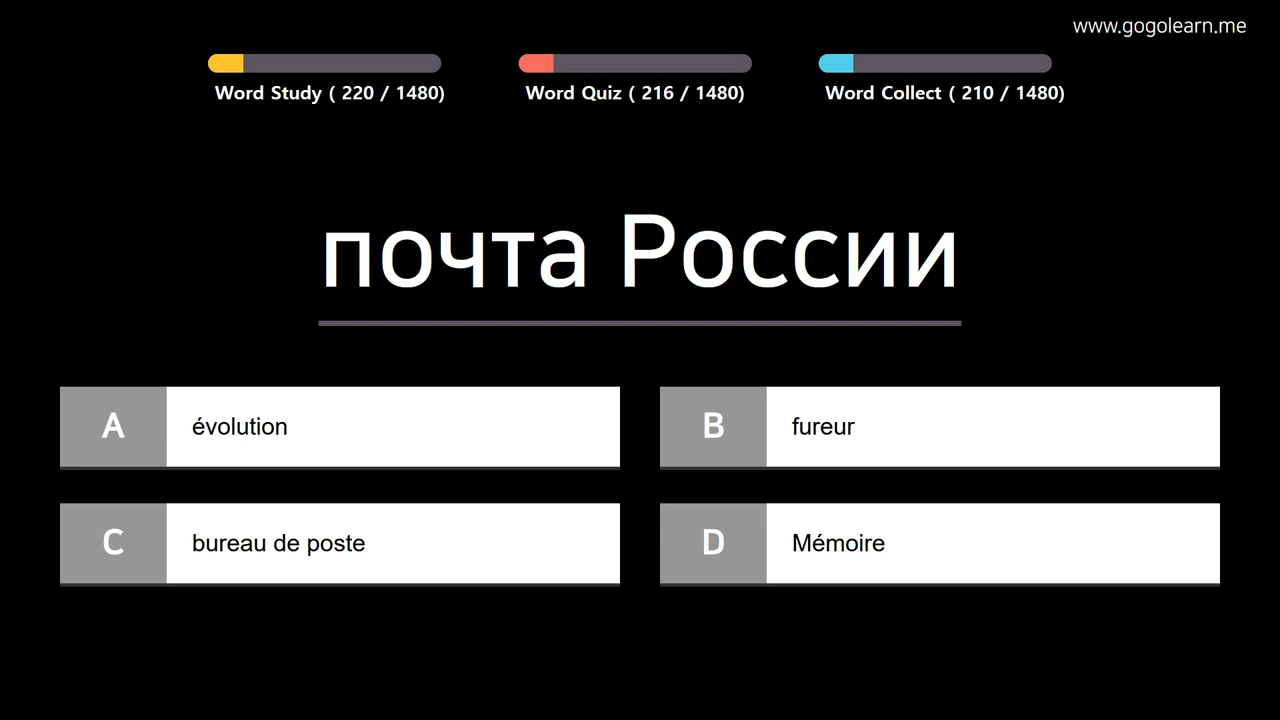 www.gogolearn.me
Word Study ( 220 / 1480)
Word Quiz ( 216 / 1480)
Word Collect ( 210 / 1480)
почта России
A
évolution
B
fureur
C
bureau de poste
D
Mémoire